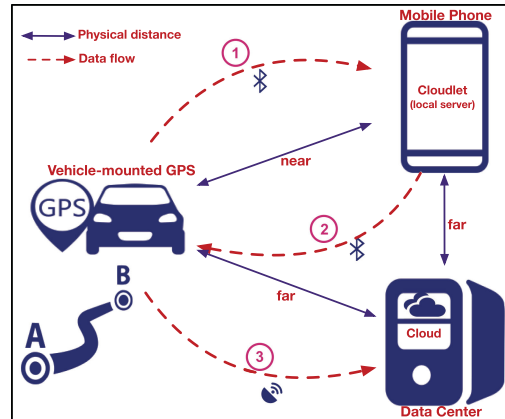 Mobile Phone
Physical distance
Data flow
1
Cloudlet
(local server)
near
Vehicle-mounted GPS
GPS
2
far
far
B
A
3
Cloud
Data Center